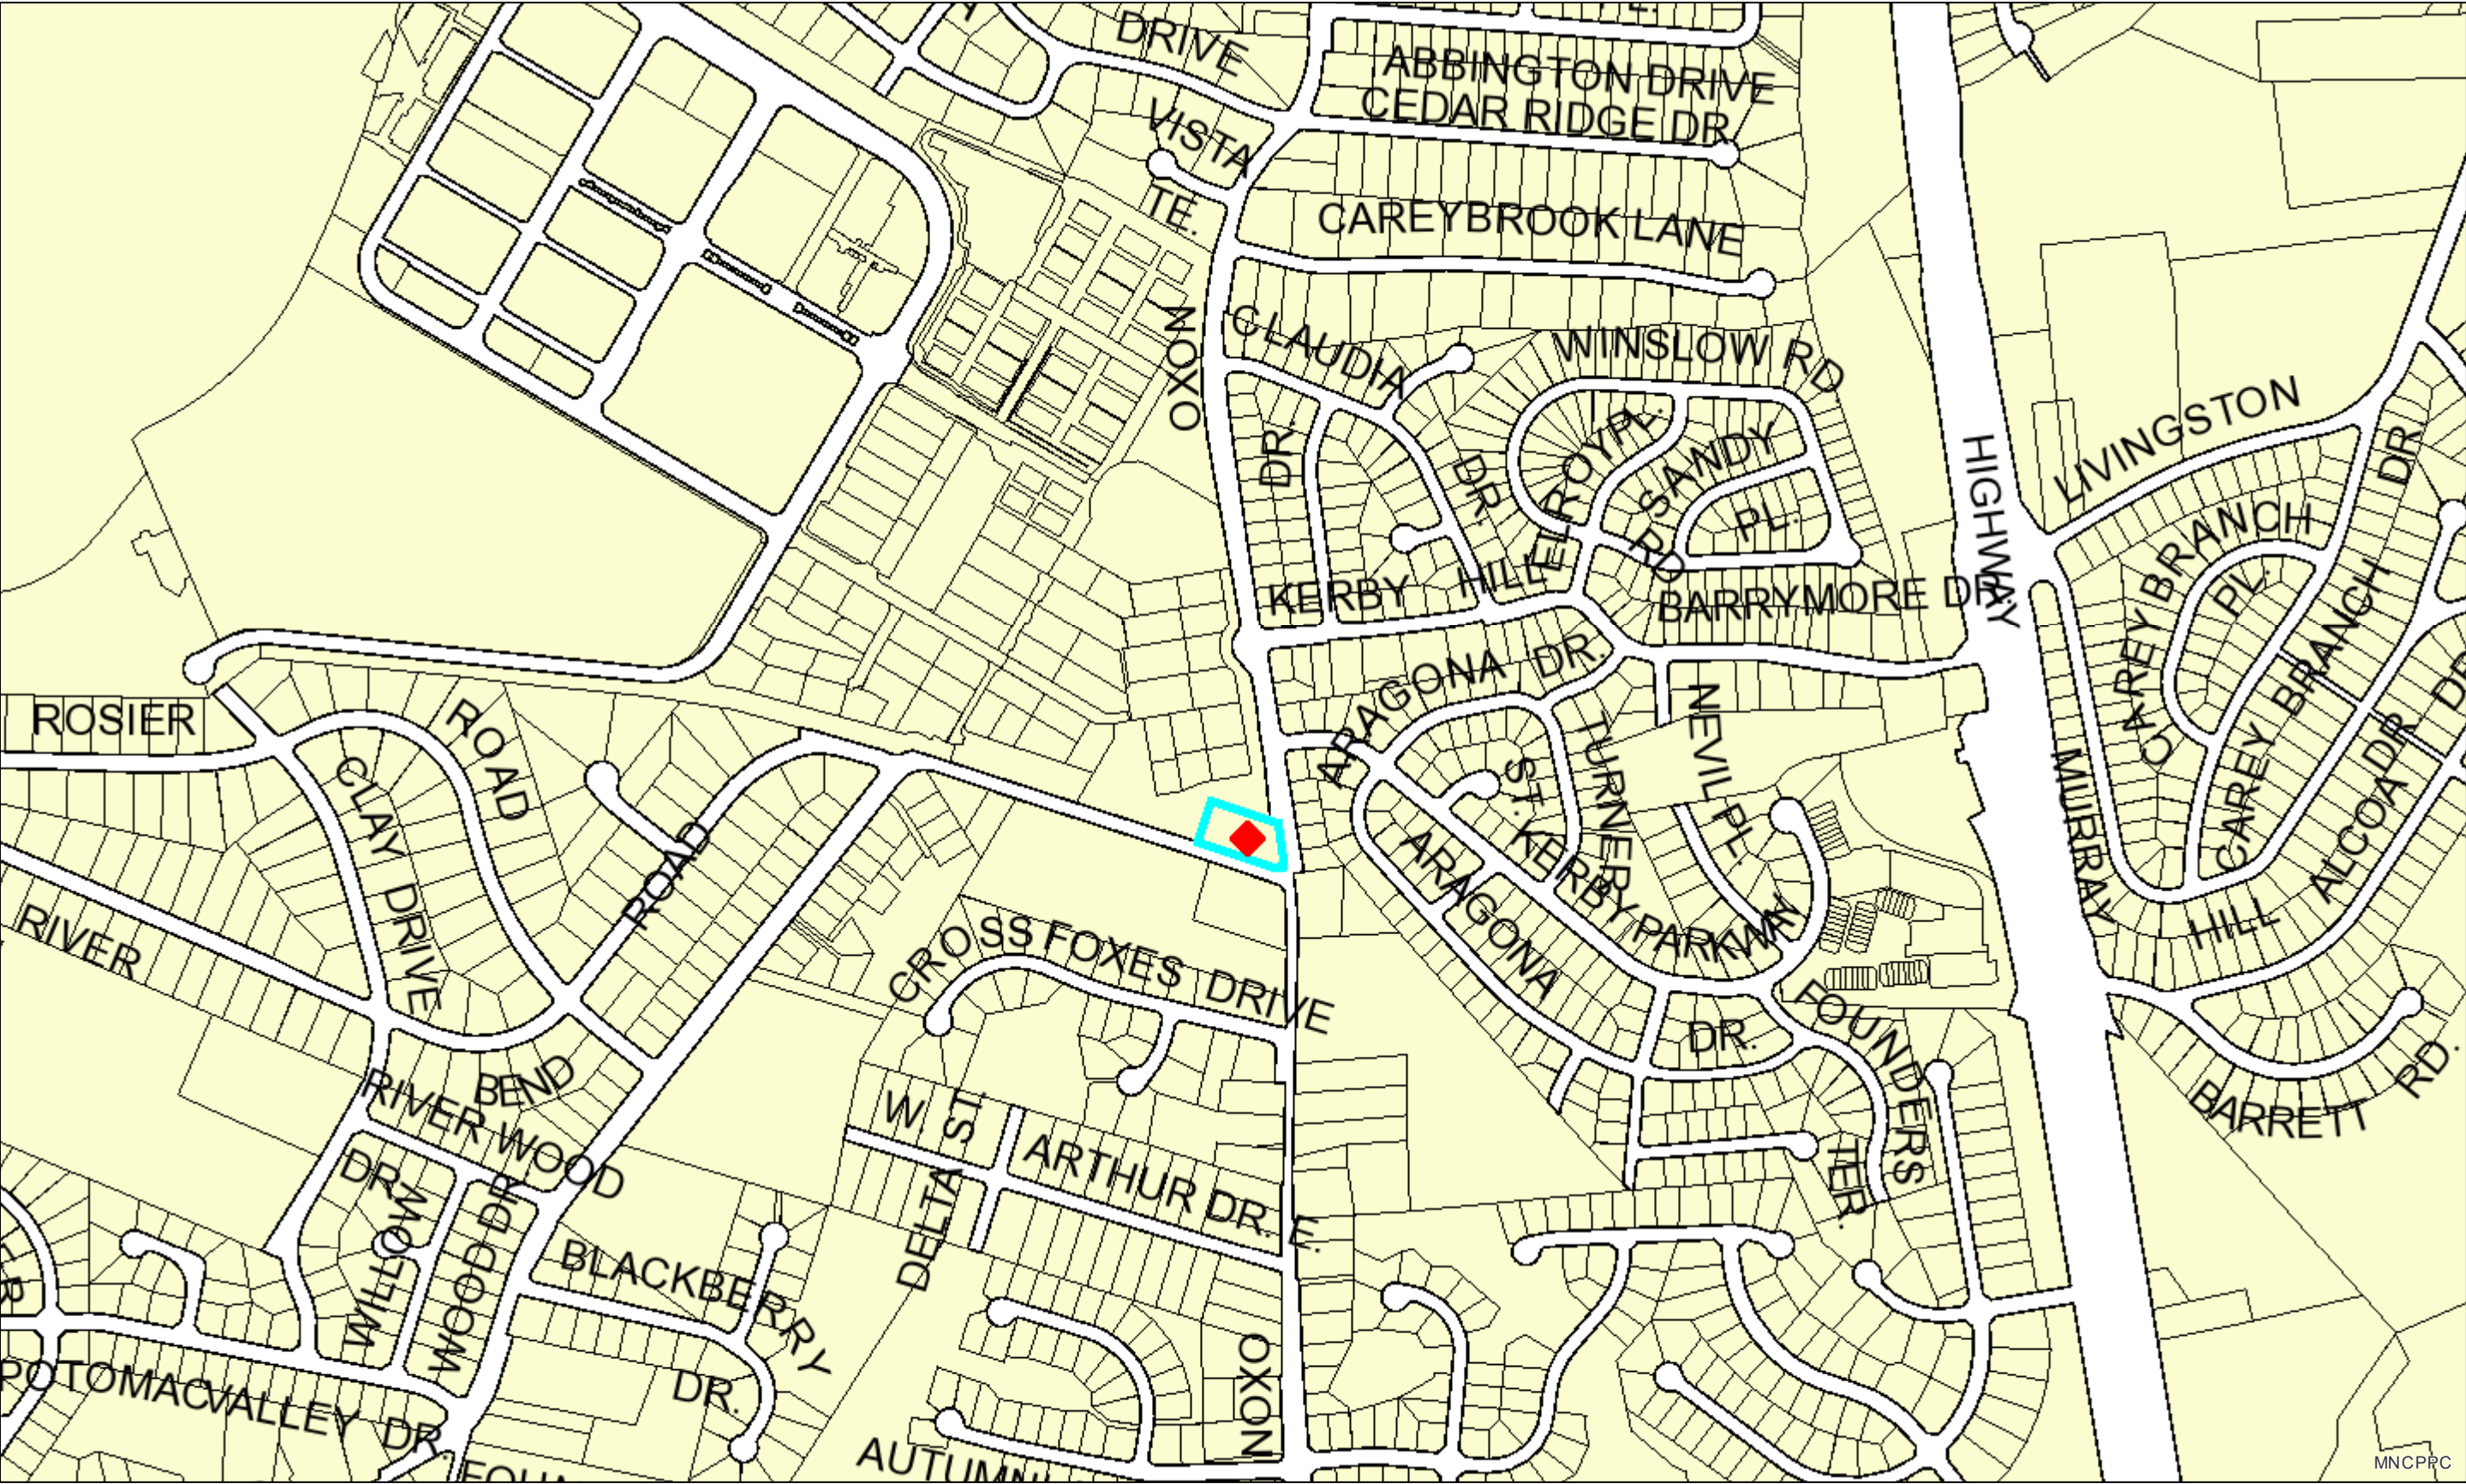 DRIVE
ABBINGTON DRIVE
CEDAR RIDGE DR
VISTA
TE.
CAREYBROOK LANE
OXON
CLAUDIA
DR.
WINSLOW RD
DR.
ELROY PL.
SANDY
PL.
RD
HIGHWAY
LIVINGSTON
DR
CAREY BRANCH
PL.
KERBY HILL
BARRYMORE DR.
ARAGONA DR.
CAREY BRANCH
DR
ROSIER
ROAD
CLAY DRIVE
ROAD
ARAGONA
ST.
TURNER
NEVIL PL.
MURRAY
CAREY
ALCOA DR
HILL
KERBY PARKWAY
ARAGONA
DR.
RIVER
CROSS FOXES DRIVE
FOUNDERS
TER.
BEND
RIVER WOOD
DR.
W.
DELTA ST.
ARTHUR DR. E.
BARRETT
RD.
WILLOW
WOOD DR
BLACKBERRY
DR.
POTOMAC VALLEY DR.
OXON
AUTUMN
MNCPPC